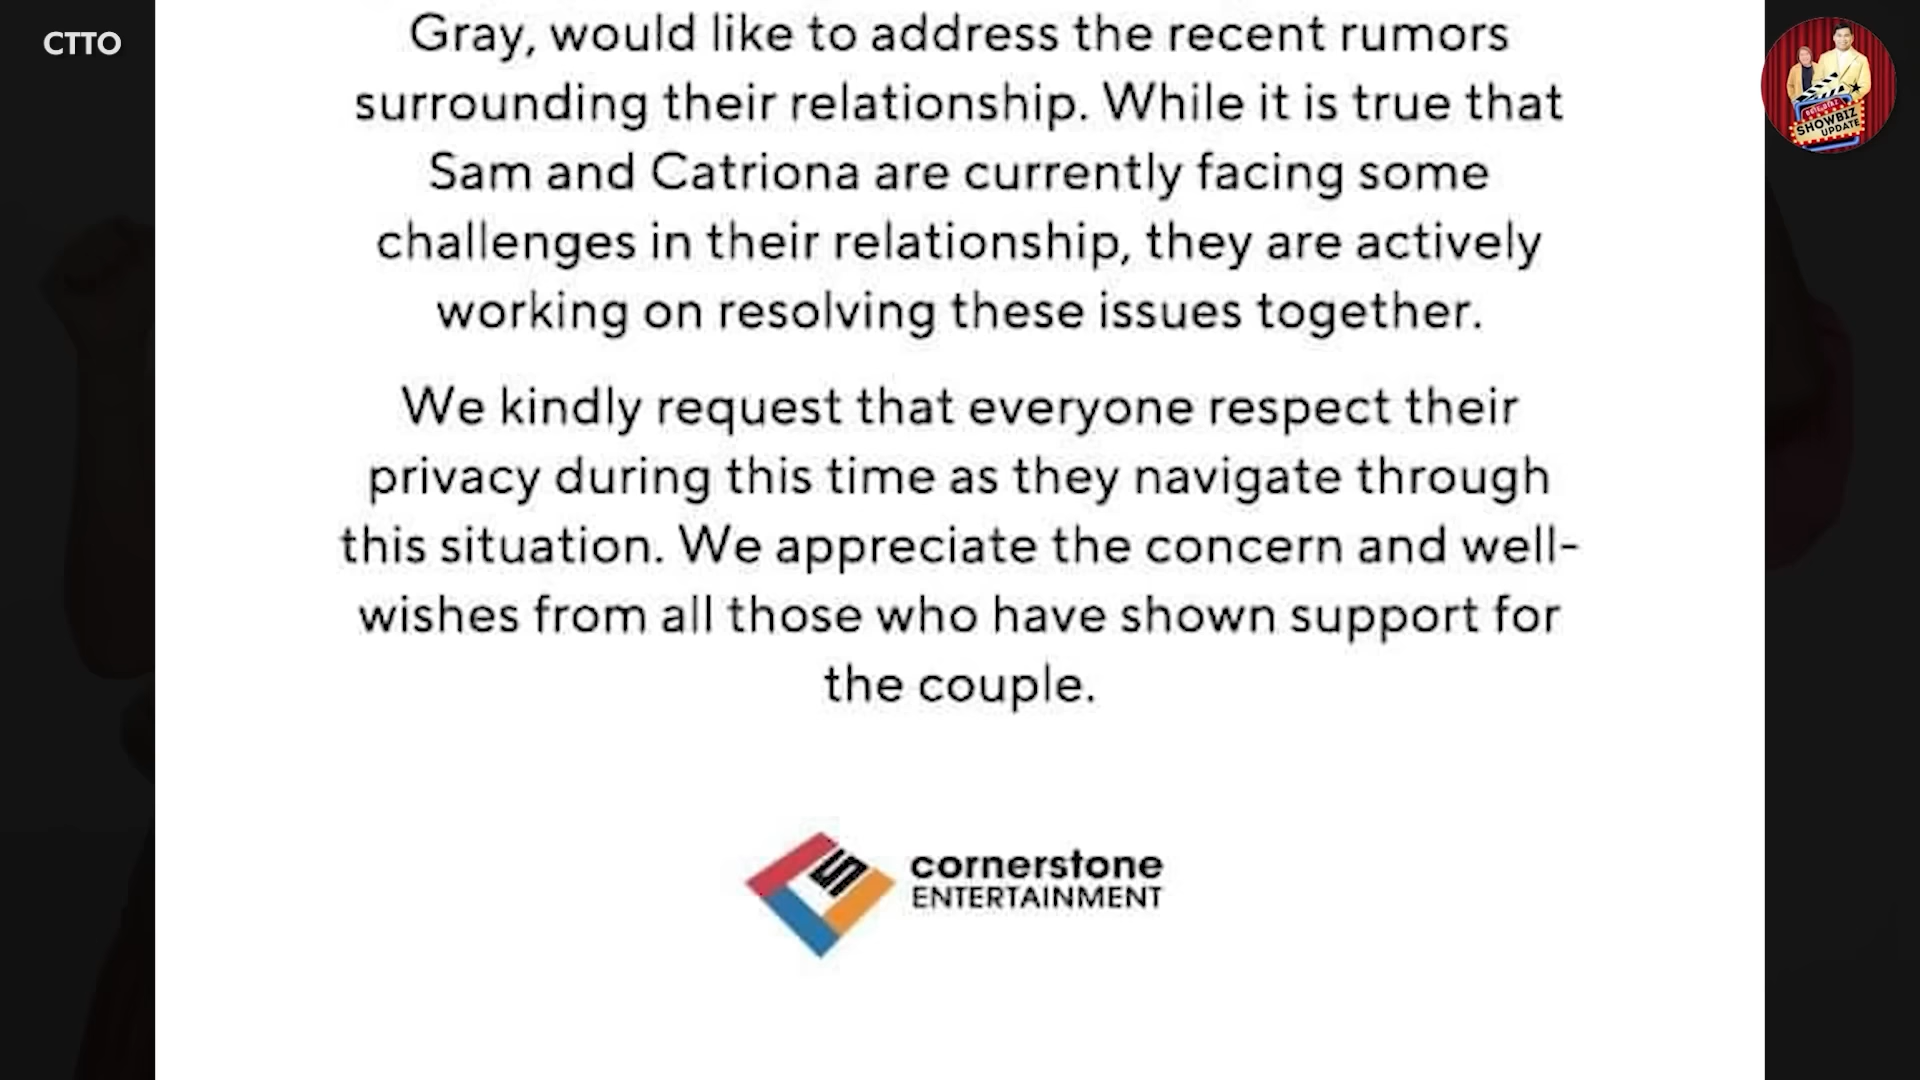 CTTO
Gray, would like to address the recent rumors
surrounding their relationship. While it is true that
Sam and Catriona are currently facing some
challenges in their relationship, they are actively
working on resolving these issues together.
We kindly request that everyone respect their
privacy during this time as they navigate through
this situation. We appreciate the concern and well-
wishes from all those who have shown support for
the couple.
cornerstone
ENTERTAINMENT
SHOWBIZ
UPDATE